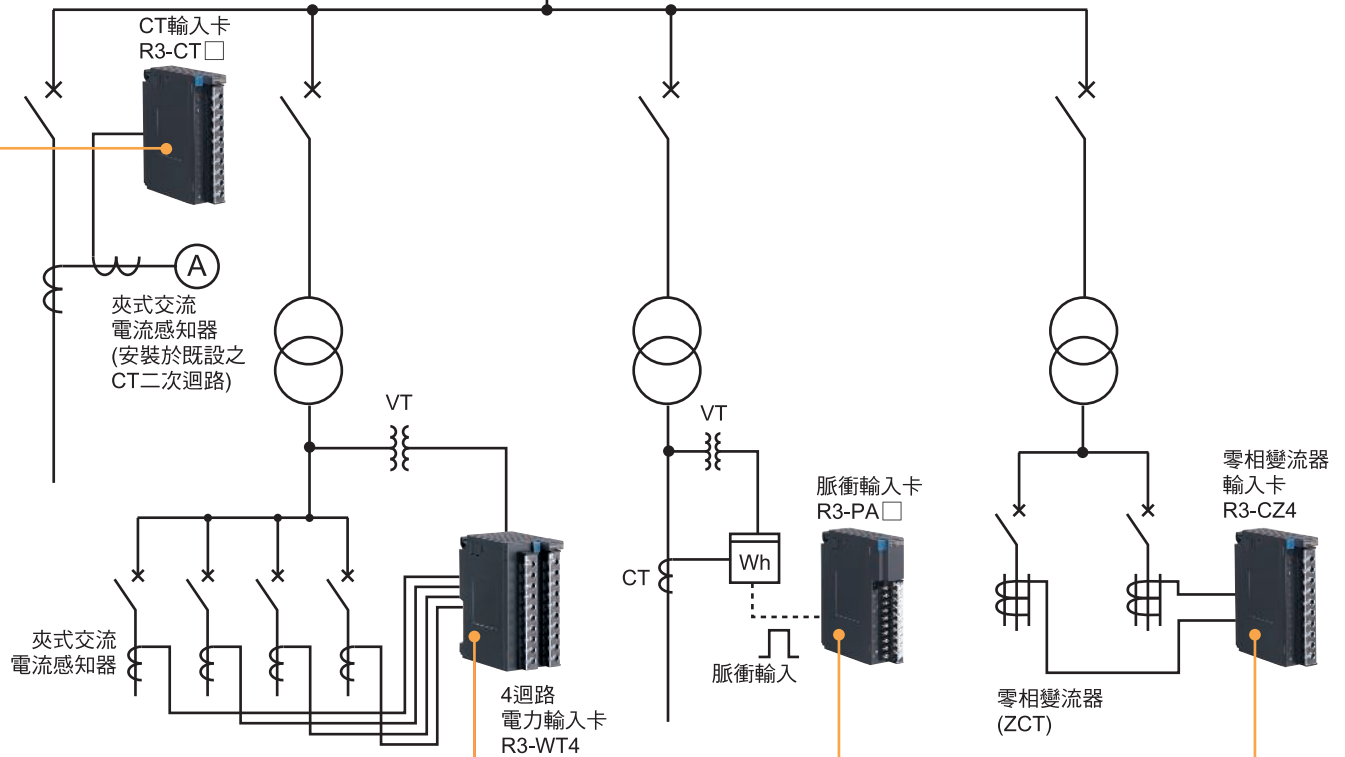 CT輸入卡
R3-CT□
A
夾式交流
電流感知器
(安裝於既設之
CT二次迴路)
VT
夾式交流
電流感知器
4迴路
電力輸入卡
R3-WT4
VT
CT
Wh
脈衝輸入卡
R3-PA□
脈衝輸入
零相變流器
輸入卡
R3-CZ4
零相變流器
(ZCT)